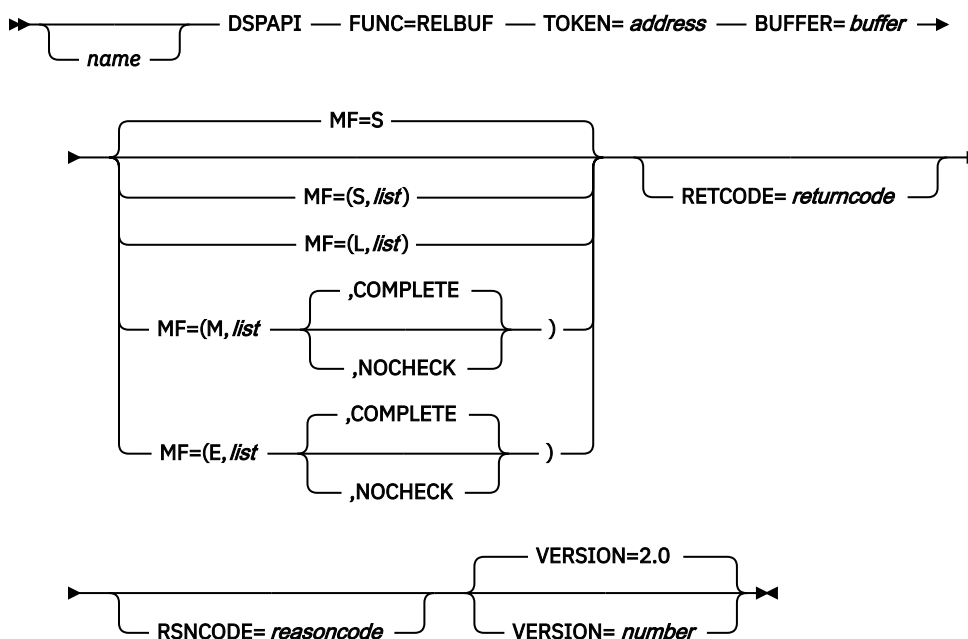 DSPAPI FUNC=RELBUF TOKEN= address BUFFER= buffer
name
MF=S
MF=(S,list)
RETCODE= returncode
MF=(L,list)
,COMPLETE
MF=(M,list )
,NOCHECK
,COMPLETE
MF=(E,list )
,NOCHECK
VERSION=2.0
RSNCODE= reasoncode
VERSION= number